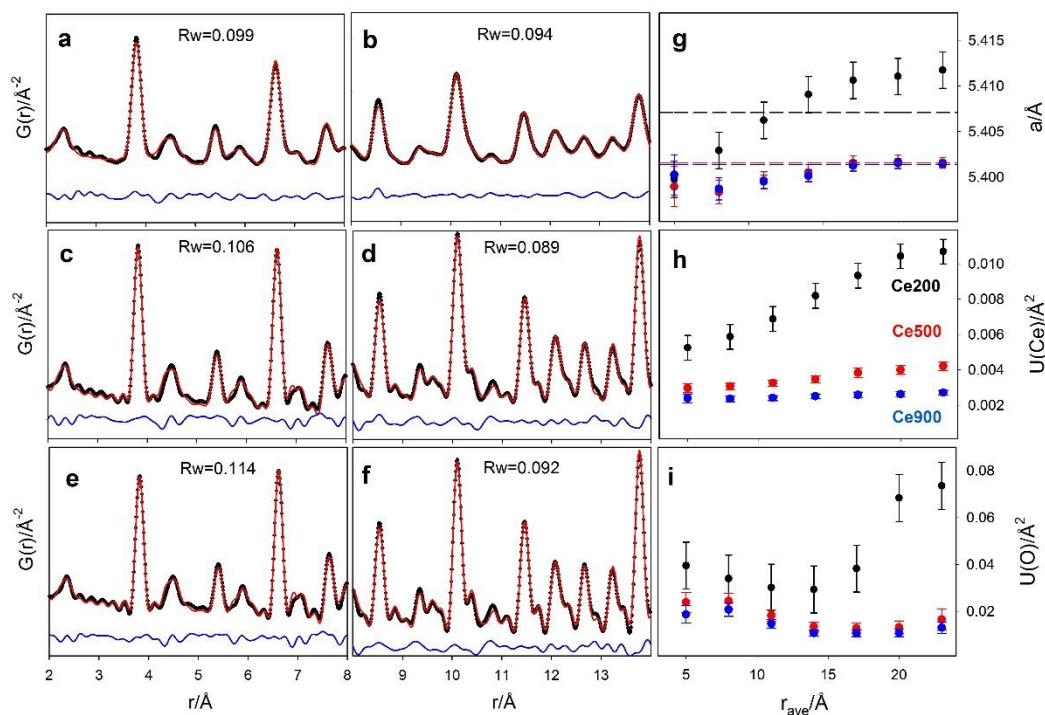 a
Rw=0.099
G(r)/Å⁻²
b
Rw=0.094
g
5.415
5.410
5.405
5.400
a/Å
c
Rw=0.106
G(r)/Å⁻²
d
Rw=0.089
h
Ce200
Ce500
Ce900
0.010
0.008
0.006
0.004
0.002
U(Ce)/Å²
e
Rw=0.114
G(r)/Å⁻²
f
Rw=0.092
i
0.08
0.06
0.04
0.02
U(O)/Å²
2 3 4 5 6 7 8
9 10 11 12 13
5 10 15 20
r/Å
r/Å
r_ave/Å